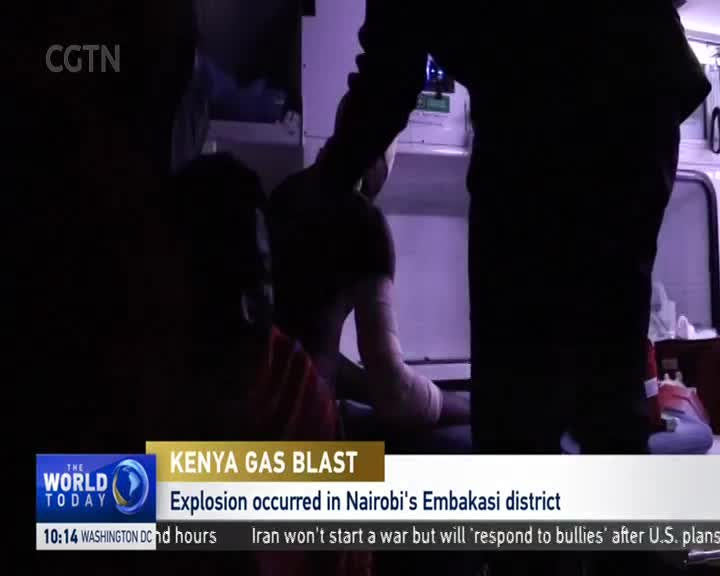 CGTN
KENYA GAS BLAST
THE
WORLD
TODAY
Explosion occurred in Nairobi's Embakasi district
10:14 WASHINGTON DC
nd hours Iran won't start a war but will 'respond to bullies' after U.S. plans